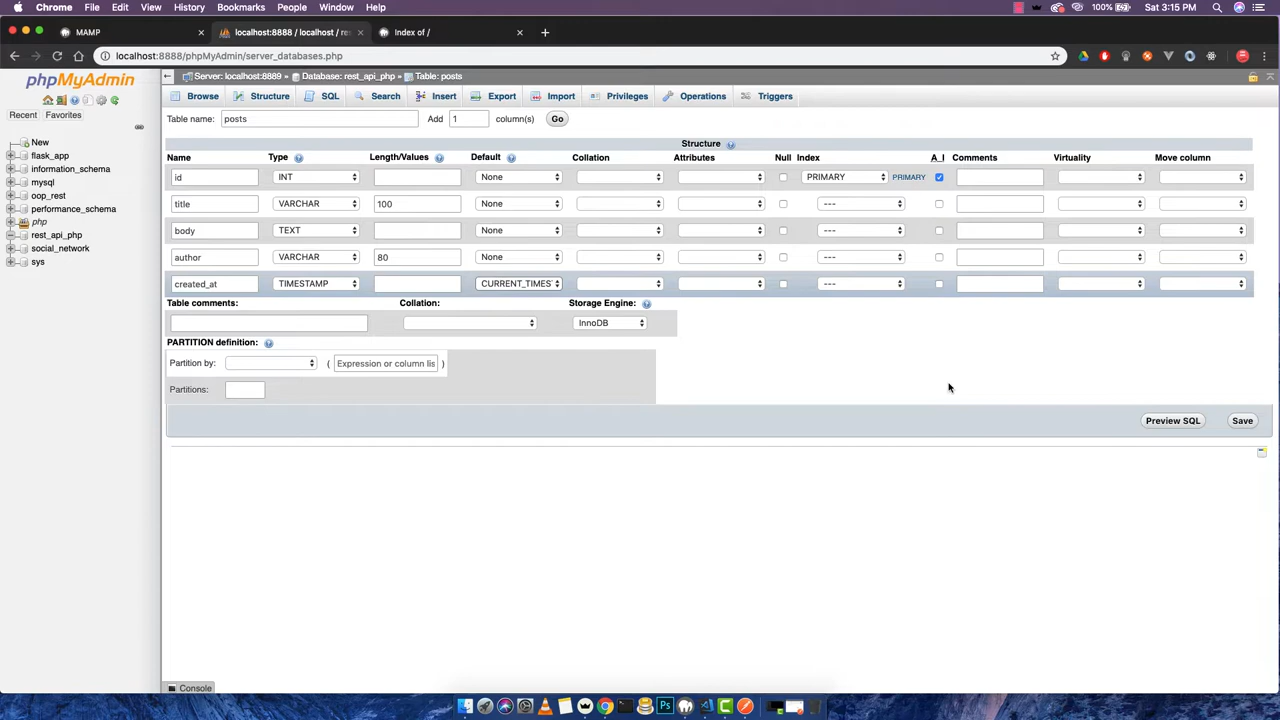 Chrome File Edit View History Bookmarks People Window Help 100% Sat 3:15 PM
MAMP × localhost:8888 / localhost / res × Index of / × +
localhost:8888/phpMyAdmin/server_databases.php
phpMyAdmin
Recent Favorites
New
flask_app
information_schema
mysql
oop_rest
performance_schema
php
rest_api_php
social_network
sys
Server: localhost:8889 » Database: rest_api_php » Table: posts
Browse Structure SQL Search Insert Export Import Privileges Operations Triggers
Table name: posts Add 1 column(s) Go
Structure
Name Type Length/Values Default Collation Attributes Null Index A_I Comments Virtuality Move column
id INT None PRIMARY PRIMARY
title VARCHAR 100 None ---
body TEXT None ---
author VARCHAR 80 None ---
created_at TIMESTAMP CURRENT_TIMES ---
Table comments: Collation: Storage Engine:
InnoDB
PARTITION definition:
Partition by: ( Expression or column lis )
Partitions:
Preview SQL Save
Console